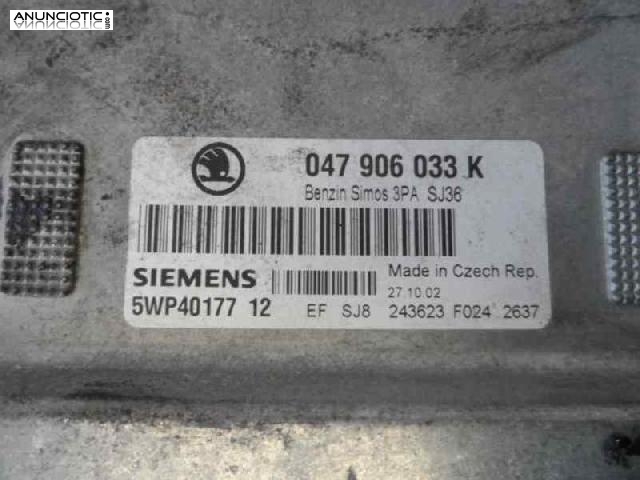 ANUNCIOTIC
.com
047 906 033 K
Benzin Simos 3PA SJ36
SIEMENS
Made in Czech Rep.
27.10.02
5WP40177 12 EF SJ8 243623 F024 2637